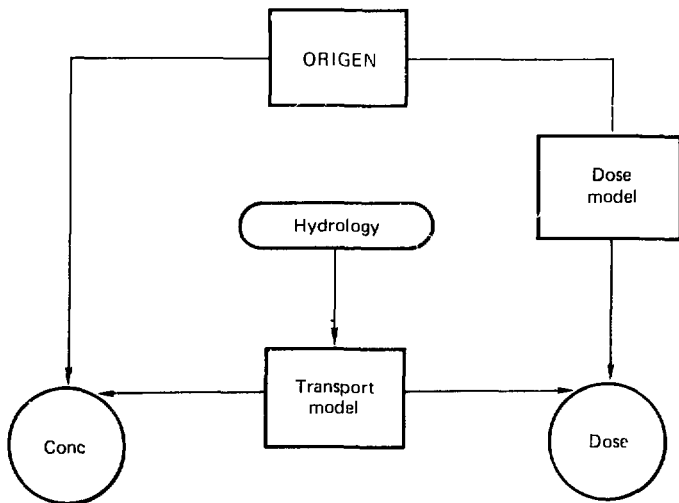 ORIGEN
Dose
model
Hydrology
Transport
model
Conc
Dose